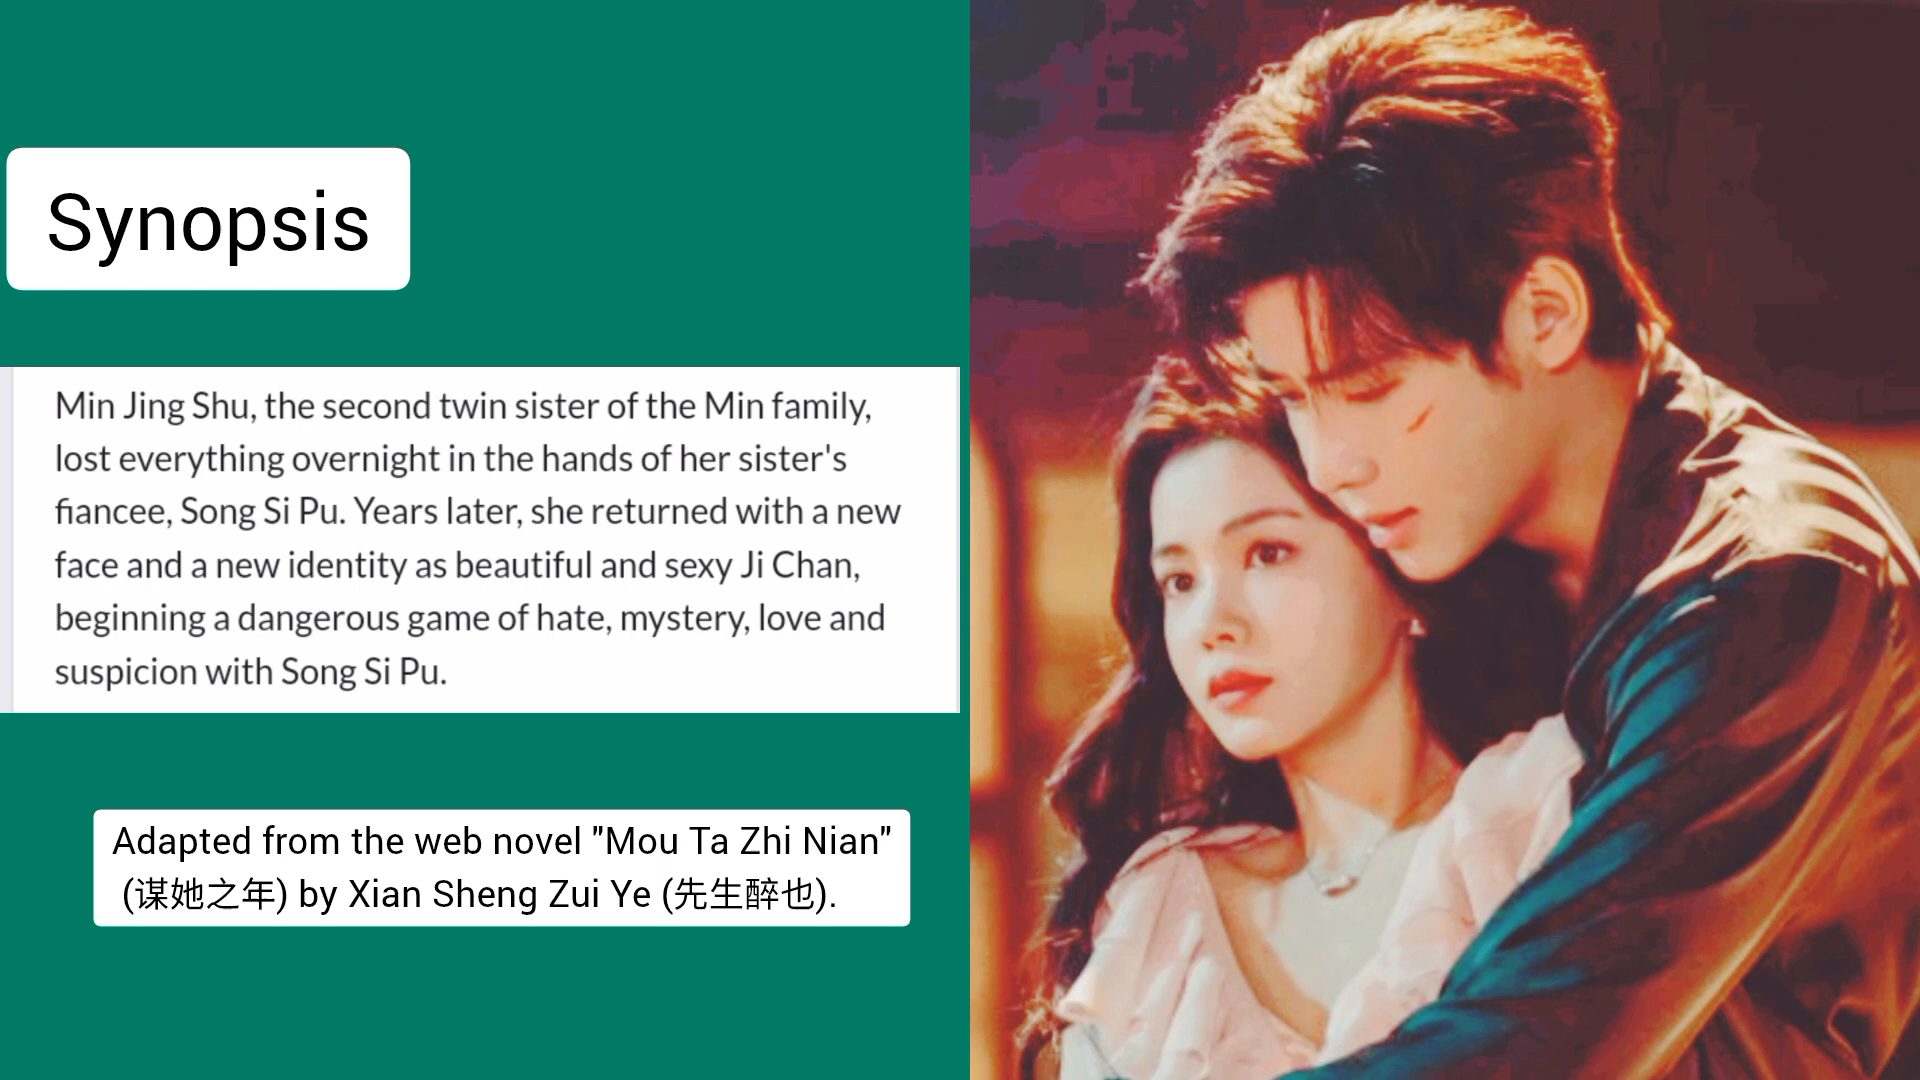 Synopsis
Min Jing Shu, the second twin sister of the Min family,
lost everything overnight in the hands of her sister's
fiancee, Song Si Pu. Years later, she returned with a new
face and a new identity as beautiful and sexy Ji Chan,
beginning a dangerous game of hate, mystery, love and
suspicion with Song Si Pu.
Adapted from the web novel "Mou Ta Zhi Nian"
(谋她之年) by Xian Sheng Zui Ye (先生醉也).